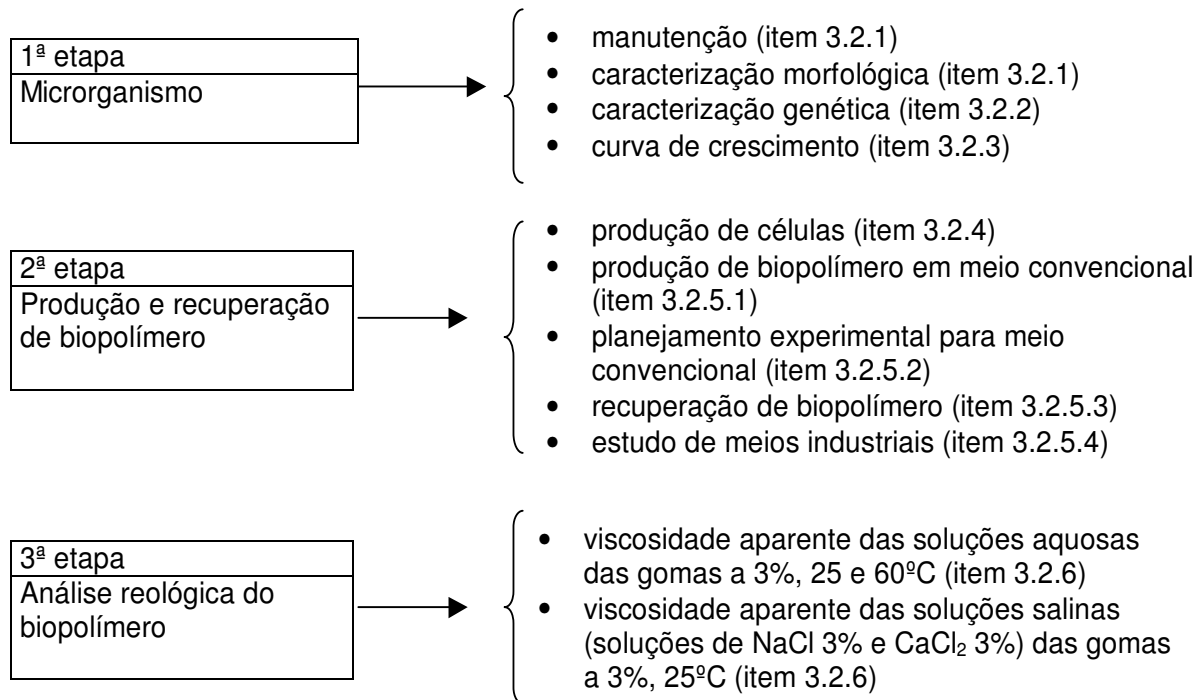 1ª etapa
Microrganismo
• manutenção (item 3.2.1)
• caracterização morfológica (item 3.2.1)
• caracterização genética (item 3.2.2)
• curva de crescimento (item 3.2.3)
2ª etapa
Produção e recuperação
de biopolímero
• produção de células (item 3.2.4)
• produção de biopolímero em meio convencional
(item 3.2.5.1)
• planejamento experimental para meio
convencional (item 3.2.5.2)
• recuperação de biopolímero (item 3.2.5.3)
• estudo de meios industriais (item 3.2.5.4)
3ª etapa
Análise reológica do
biopolímero
• viscosidade aparente das soluções aquosas
das gomas a 3%, 25 e 60ºC (item 3.2.6)
• viscosidade aparente das soluções salinas
(soluções de NaCl 3% e CaCl₂ 3%) das gomas
a 3%, 25ºC (item 3.2.6)